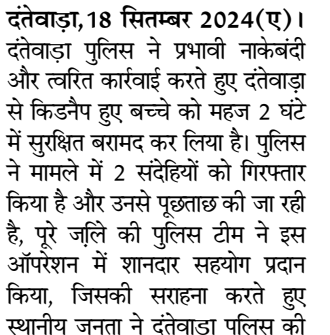 दंतेवाड़ा,18 सितम्बर 2024(ए)।
दंतेवाड़ा पुलिस ने प्रभावी नाकेबंदी
और त्वरित कार्रवाई करते हुए दंतेवाड़ा
से किडनैप हुए बच्चे को महज 2 घंटे
में सुरक्षित बरामद कर लिया है। पुलिस
ने मामले में 2 संदेहियों को गिरफ्तार
किया है और उनसे पूछताछ की जा रही
है, पूरे जि़ले की पुलिस टीम ने इस
ऑपरेशन में शानदार सहयोग प्रदान
किया, जिसकी सराहना करते हुए
स्थानीय जनता ने दंतेवाड़ा पुलिस की